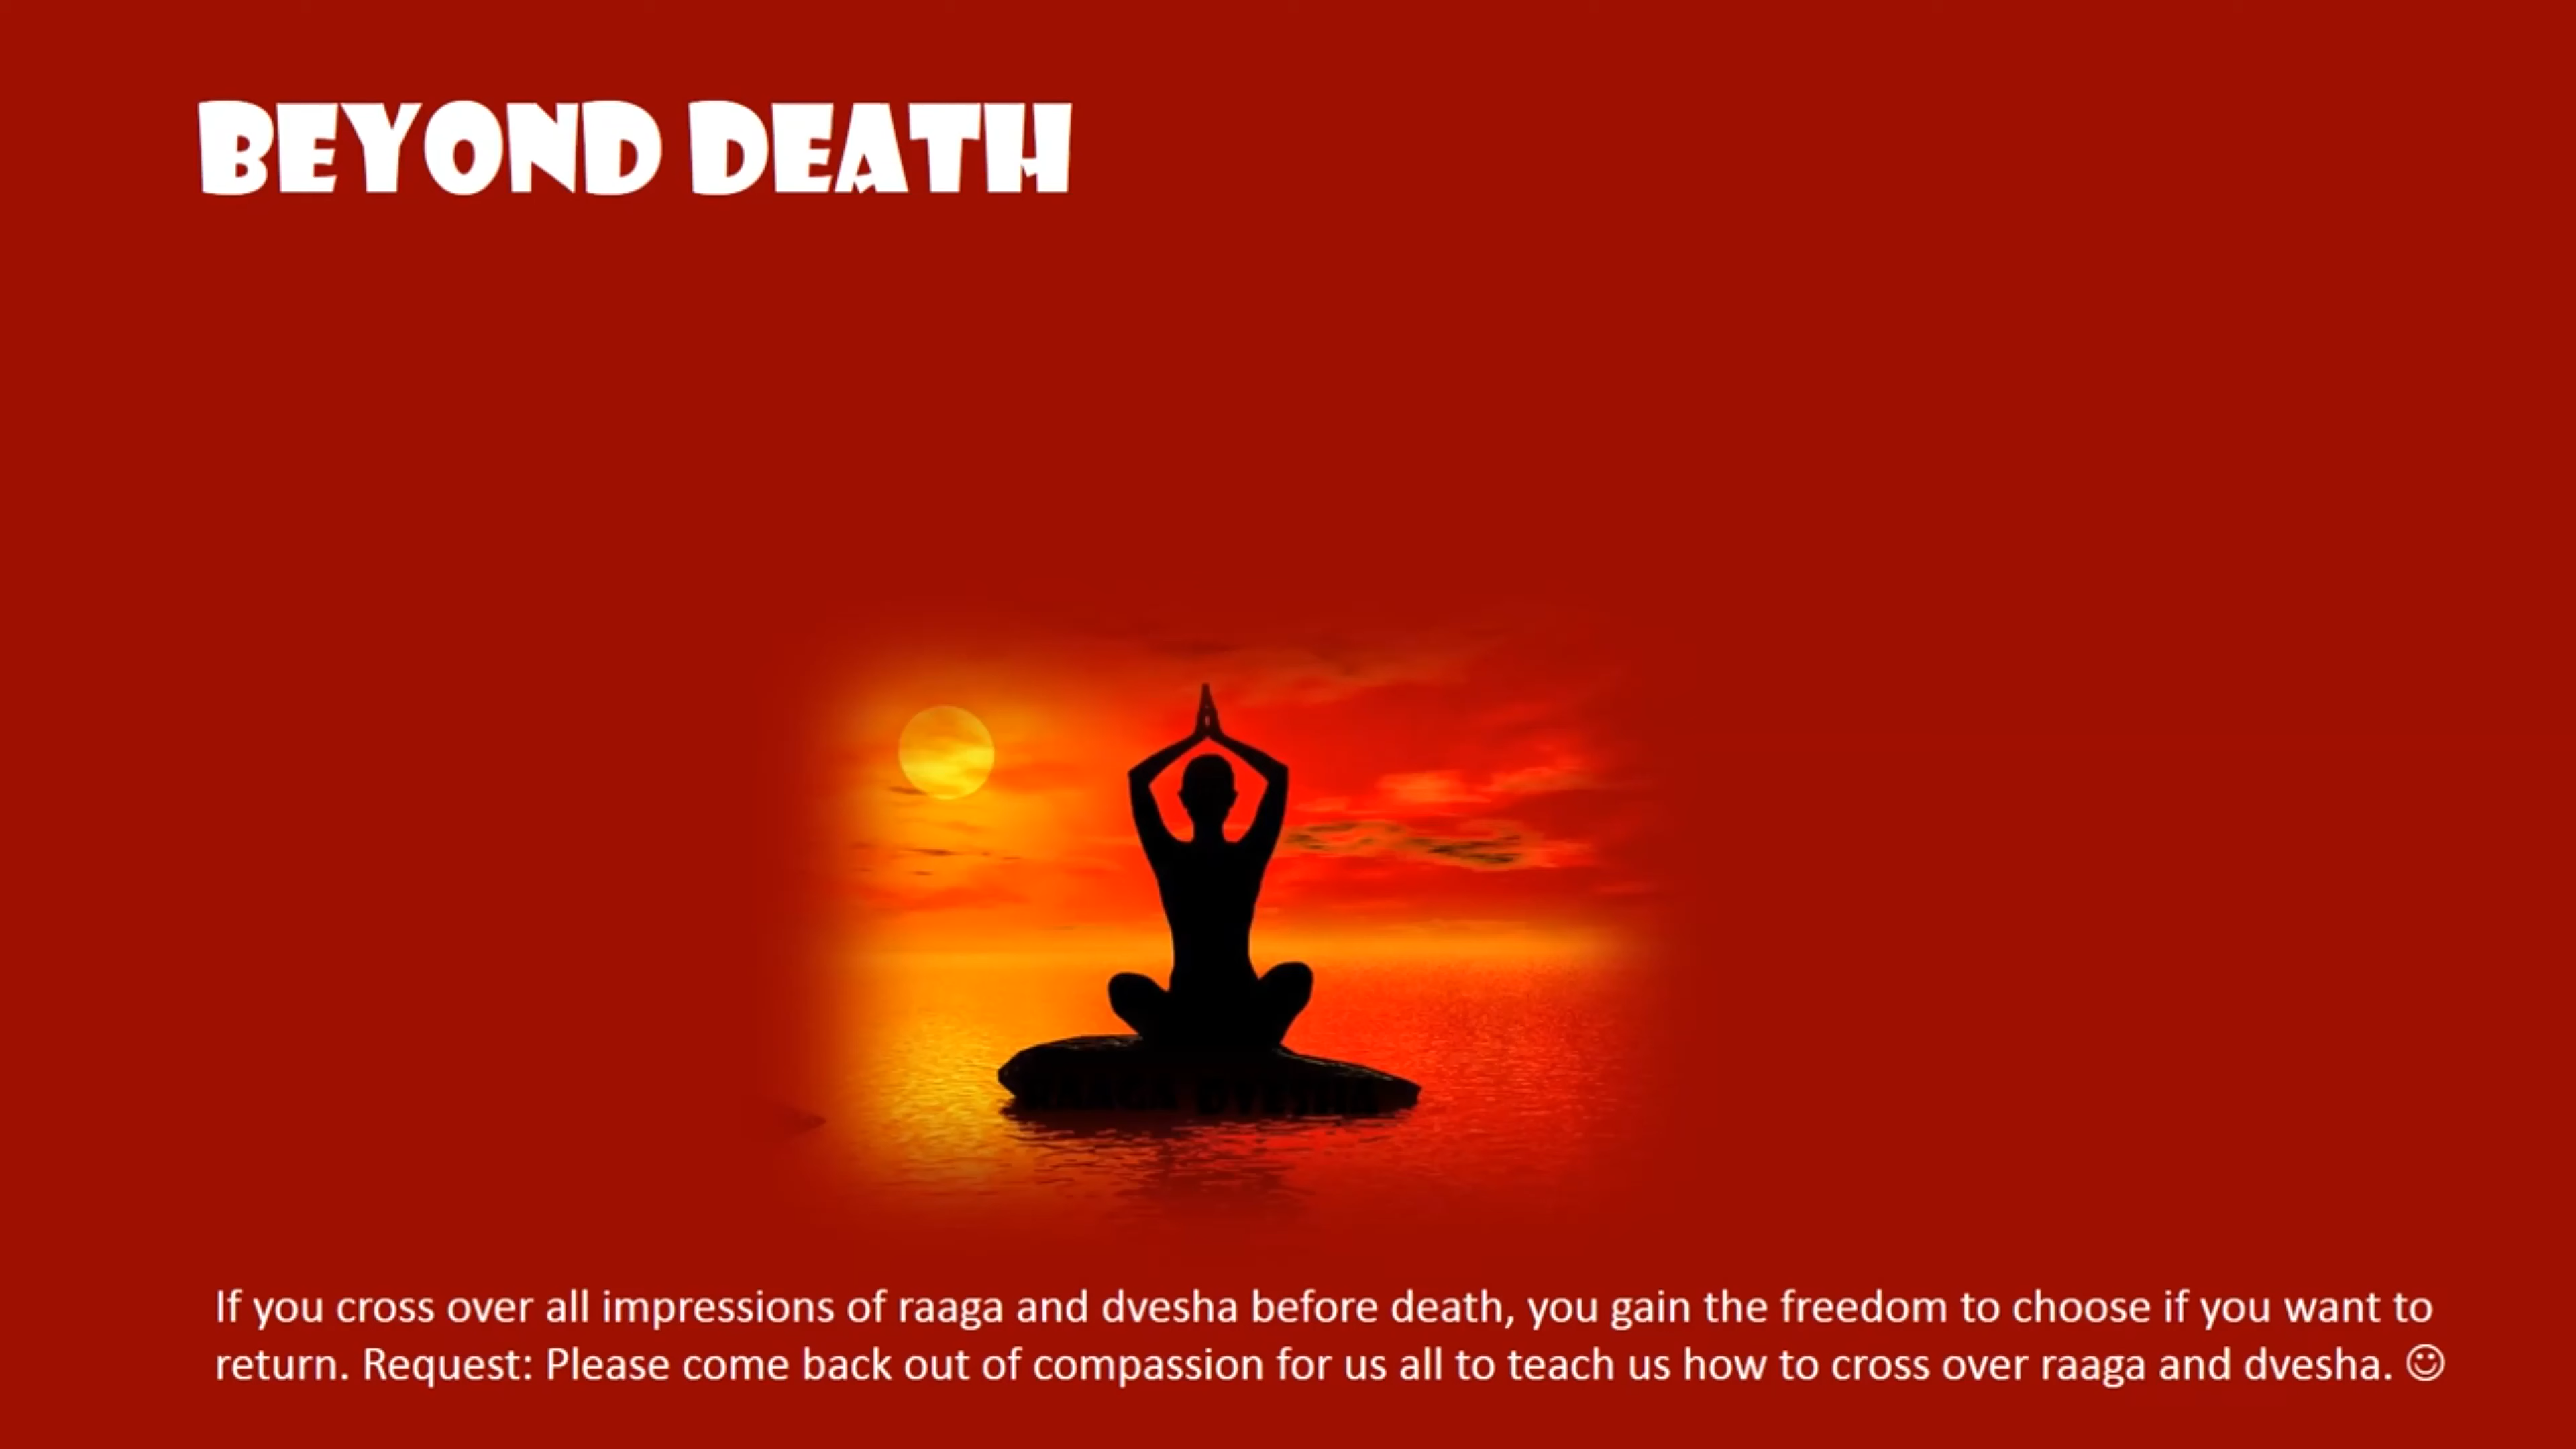 BEYOND DEATH
If you cross over all impressions of raaga and dvesha before death, you gain the freedom to choose if you want to
return. Request: Please come back out of compassion for us all to teach us how to cross over raaga and dvesha. ☺